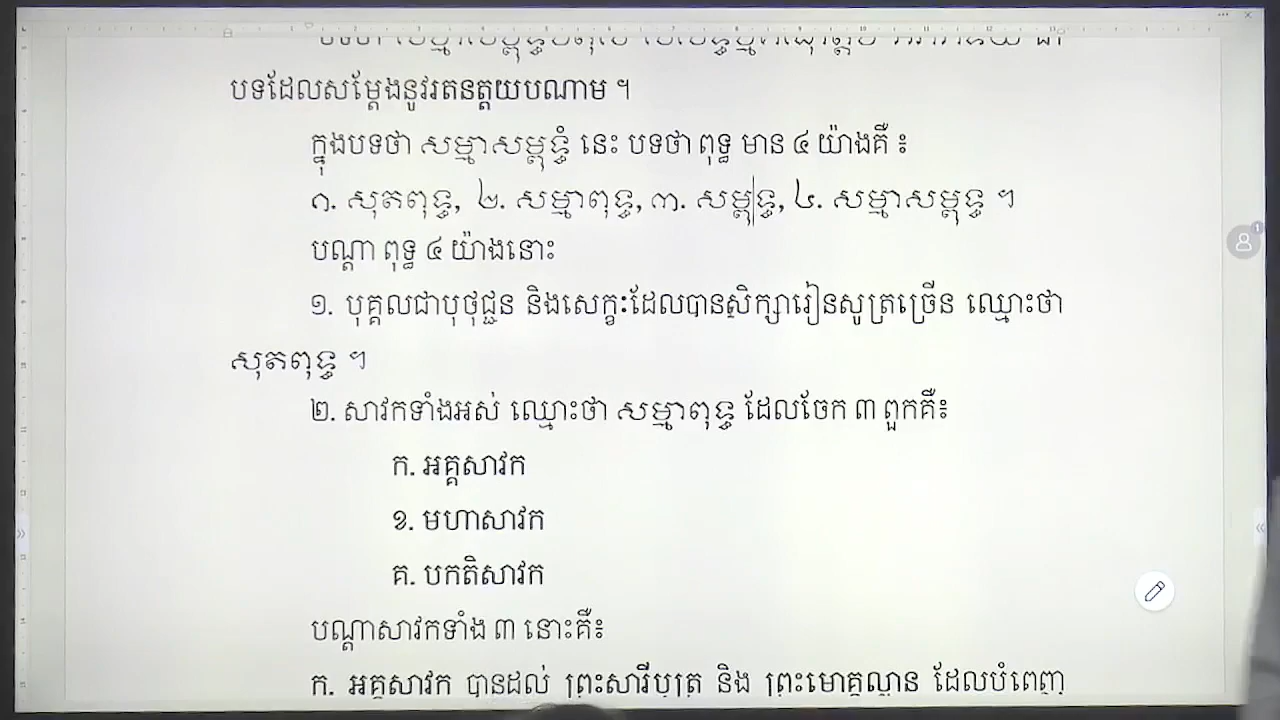 បទដែលសម្ដែងនូវរតនត្តយបណាម ។
ក្នុងបទថា សម្មាសម្ពុទ្ធំ នេះ បទថា ពុទ្ធ មាន ៤ យ៉ាងគឺ ៖
១. សុតពុទ្ធ, ២. សម្មាពុទ្ធ, ៣. សម្ពុទ្ធ, ៤. សម្មាសម្ពុទ្ធ ។
បណ្ដា ពុទ្ធ ៤ យ៉ាងនោះ
១. បុគ្គលជាបុថុជ្ជន និងសេក្ខៈដែលបានសិក្សារៀនសូត្រច្រើន ឈ្មោះថា
សុតពុទ្ធ ។
២. សាវកទាំងអស់ ឈ្មោះថា សម្មាពុទ្ធ ដែលចែក ៣ ពួកគឺ៖
ក. អគ្គសាវក
ខ. មហាសាវក
គ. បកតិសាវក
បណ្ដាសាវកទាំង ៣ នោះគឺ៖
ក. អគ្គសាវក បានដល់ ព្រះសារីបុត្រ និង ព្រះមោគ្គល្លាន ដែលបំពេញ